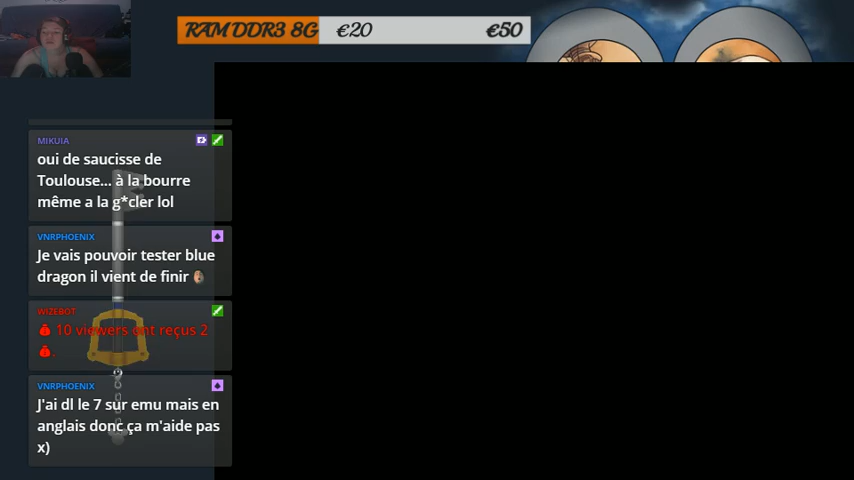 RAM DDR3 8G €20 €50
MIKUIA
oui de saucisse de
Toulouse... à la bourre
même a la g*cler lol
VNRPHOENIX
Je vais pouvoir tester blue
dragon il vient de finir
WIZEBOT
10 viewers ont reçus 2
.
VNRPHOENIX
J'ai dl le 7 sur emu mais en
anglais donc ça m'aide pas
x)